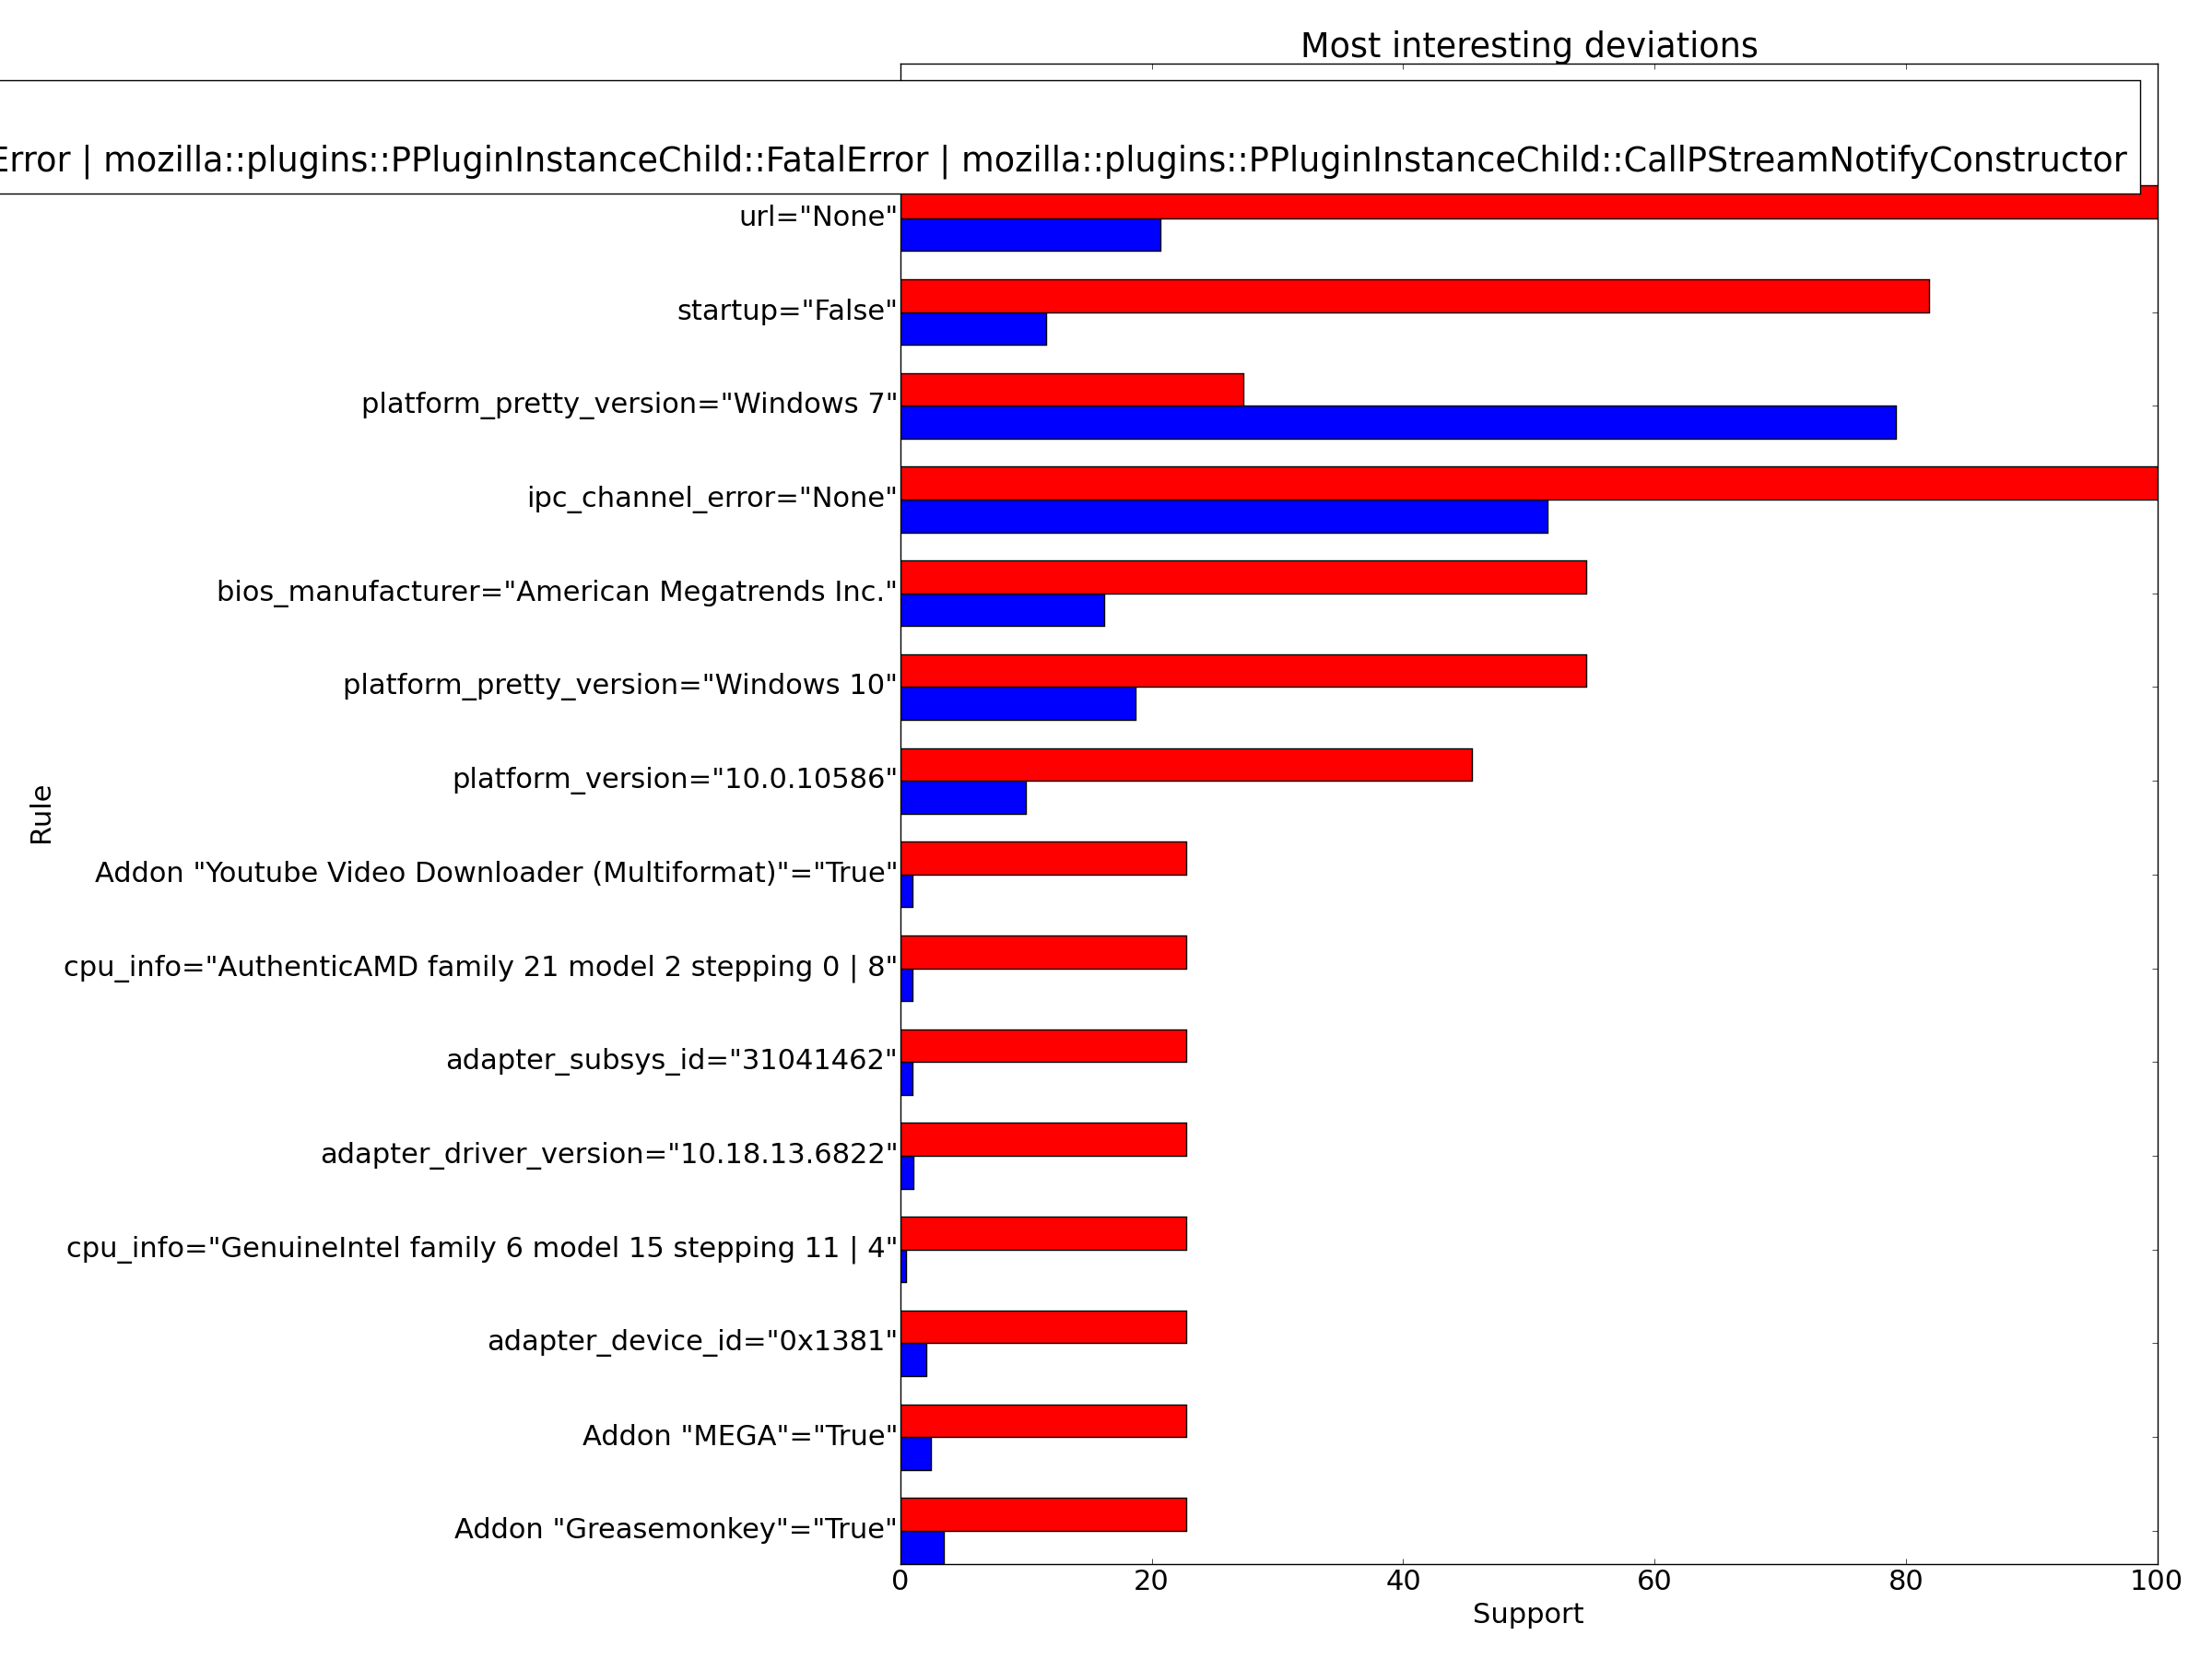 Most interesting deviations
Error | mozilla::plugins::PPluginInstanceChild::FatalError | mozilla::plugins::PPluginInstanceChild::CallPStreamNotifyConstructor
url="None"
startup="False"
platform_pretty_version="Windows 7"
ipc_channel_error="None"
bios_manufacturer="American Megatrends Inc."
platform_pretty_version="Windows 10"
platform_version="10.0.10586"
Rule
Addon "Youtube Video Downloader (Multiformat)"="True"
cpu_info="AuthenticAMD family 21 model 2 stepping 0 | 8"
adapter_subsys_id="31041462"
adapter_driver_version="10.18.13.6822"
cpu_info="GenuineIntel family 6 model 15 stepping 11 | 4"
adapter_device_id="0x1381"
Addon "MEGA"="True"
Addon "Greasemonkey"="True"
0 20 40 60 80 100
Support